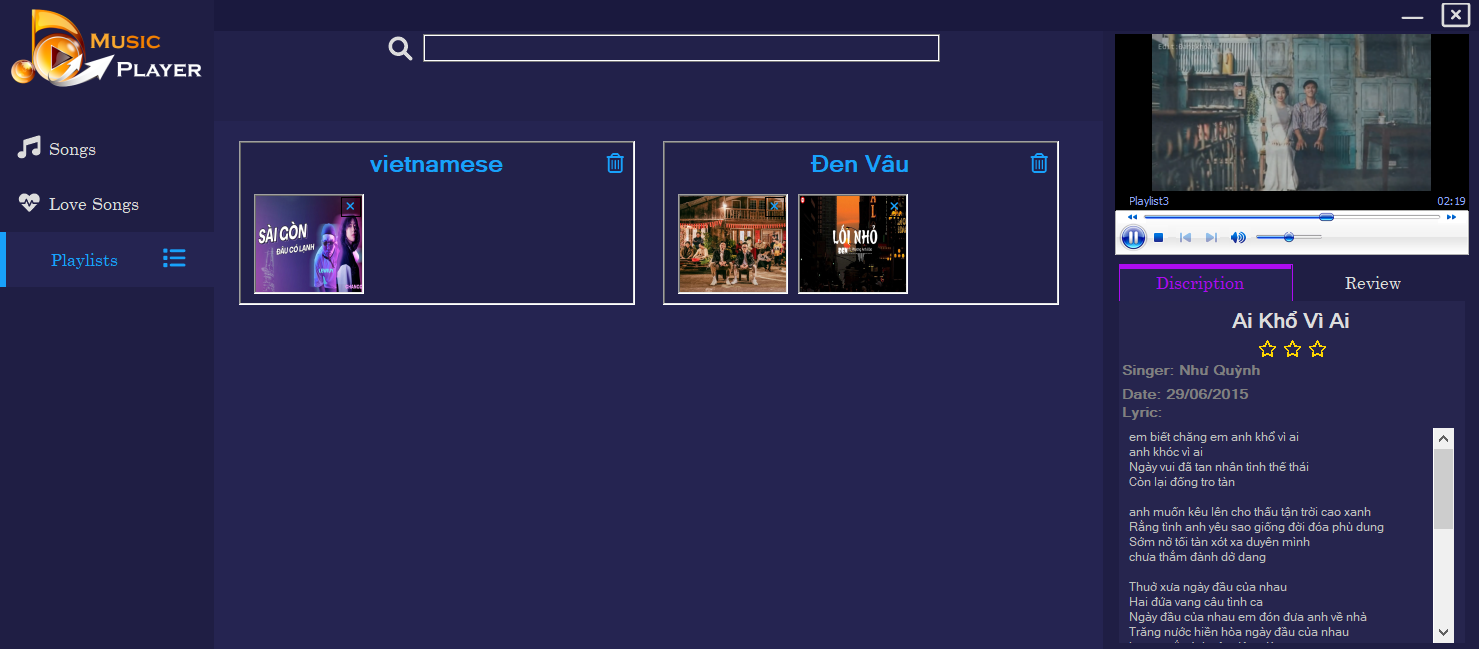 MUSIC
PLAYER
Songs
Love Songs
Playlists
vietnamese
SÀI GÒN
ĐÂU CÓ LẠNH
Đen Vâu
LỐI NHỎ
ĐEN
Playlist3
02:19
Discription
Review
Ai Khổ Vì Ai
Singer: Như Quỳnh
Date: 29/06/2015
Lyric:
em biết chăng em anh khổ vì ai
anh khóc vì ai
Ngày vui đã tan nhân tình thế thái
Còn lại đống tro tàn
anh muốn kêu lên cho thấu tận trời cao xanh
Rằng tình anh yêu sao giống đời đóa phù dung
Sớm nở tối tàn xót xa duyên mình
chưa thắm đành dở dang
Thuở xưa ngày đầu của nhau
Hai đứa vang câu tình ca
Ngày đầu của nhau em đón đưa anh về nhà
Trăng nước hiền hòa ngày đầu của nhau